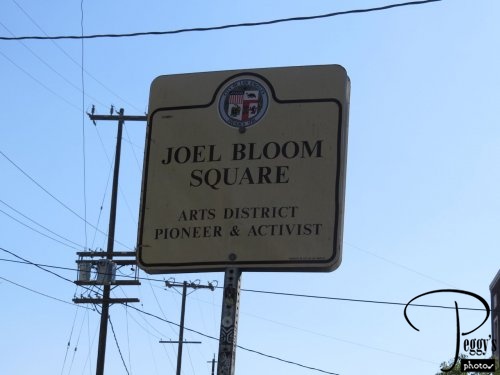 JOEL BLOOM
SQUARE
ARTS DISTRICT
PIONEER & ACTIVIST
Peggy's
photos